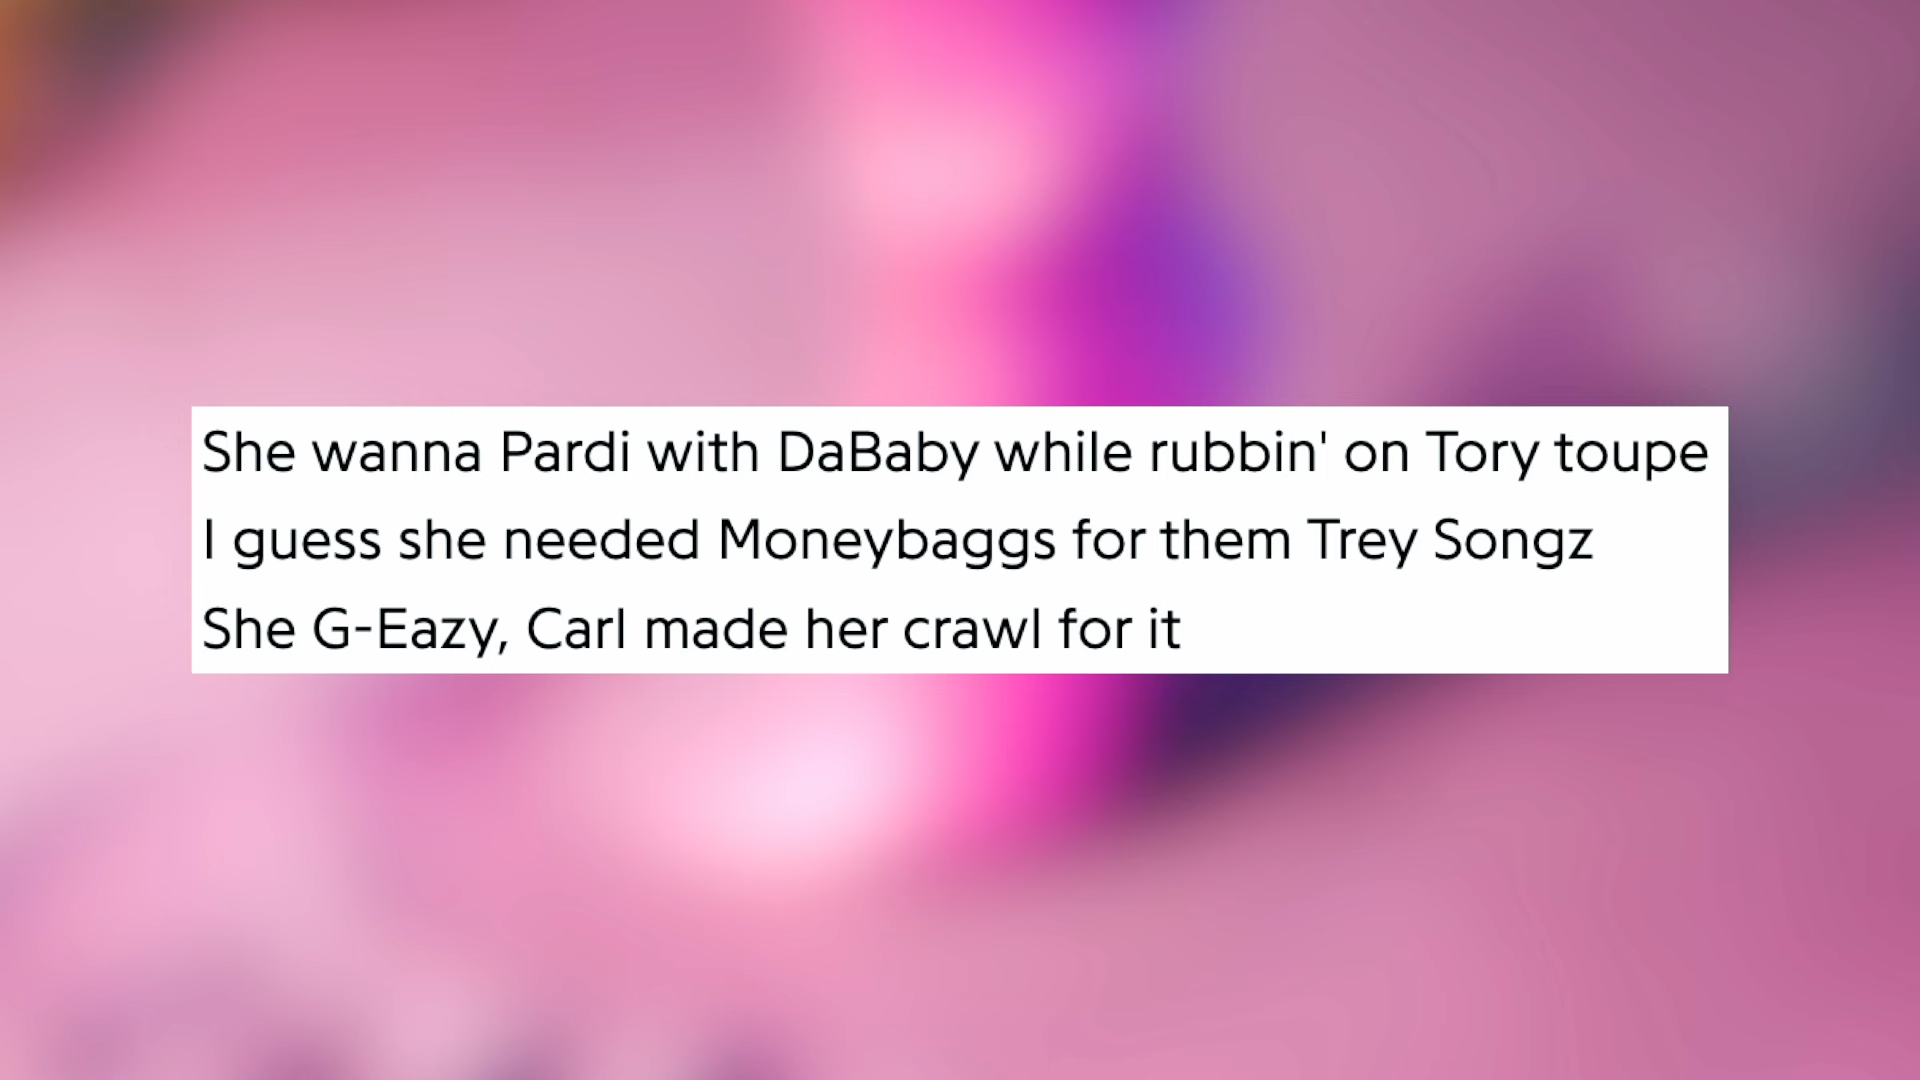 She wanna Pardi with DaBaby while rubbin' on Tory toupe
I guess she needed Moneybaggs for them Trey Songz
She G-Eazy, Carl made her crawl for it